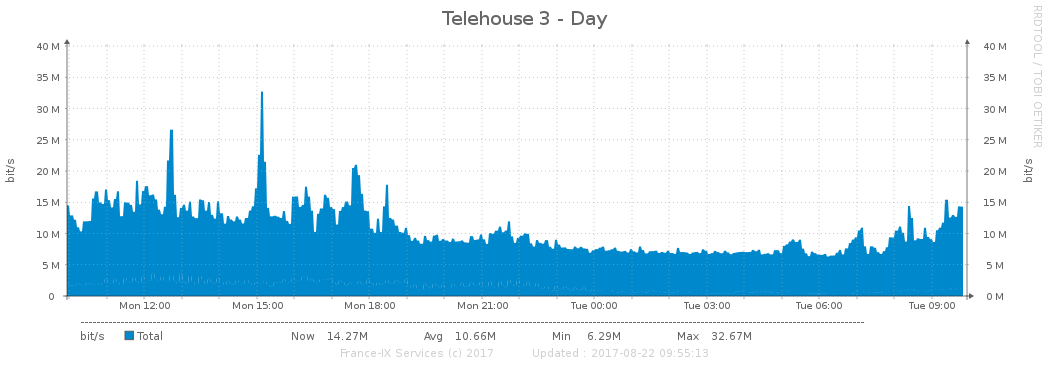 Telehouse 3 - Day
RRDTOOL / TOBI OETIKER
bit/s
bit/s
40 M 40 M
35 M 35 M
30 M 30 M
25 M 25 M
20 M 20 M
15 M 15 M
10 M 10 M
5 M 5 M
0 0 M
Mon 12:00 Mon 15:00 Mon 18:00 Mon 21:00 Tue 00:00 Tue 03:00 Tue 06:00 Tue 09:00
bit/s Total Now 14.27M Avg 10.66M Min 6.29M Max 32.67M
France-IX Services (c) 2017 Updated : 2017-08-22 09:55:13